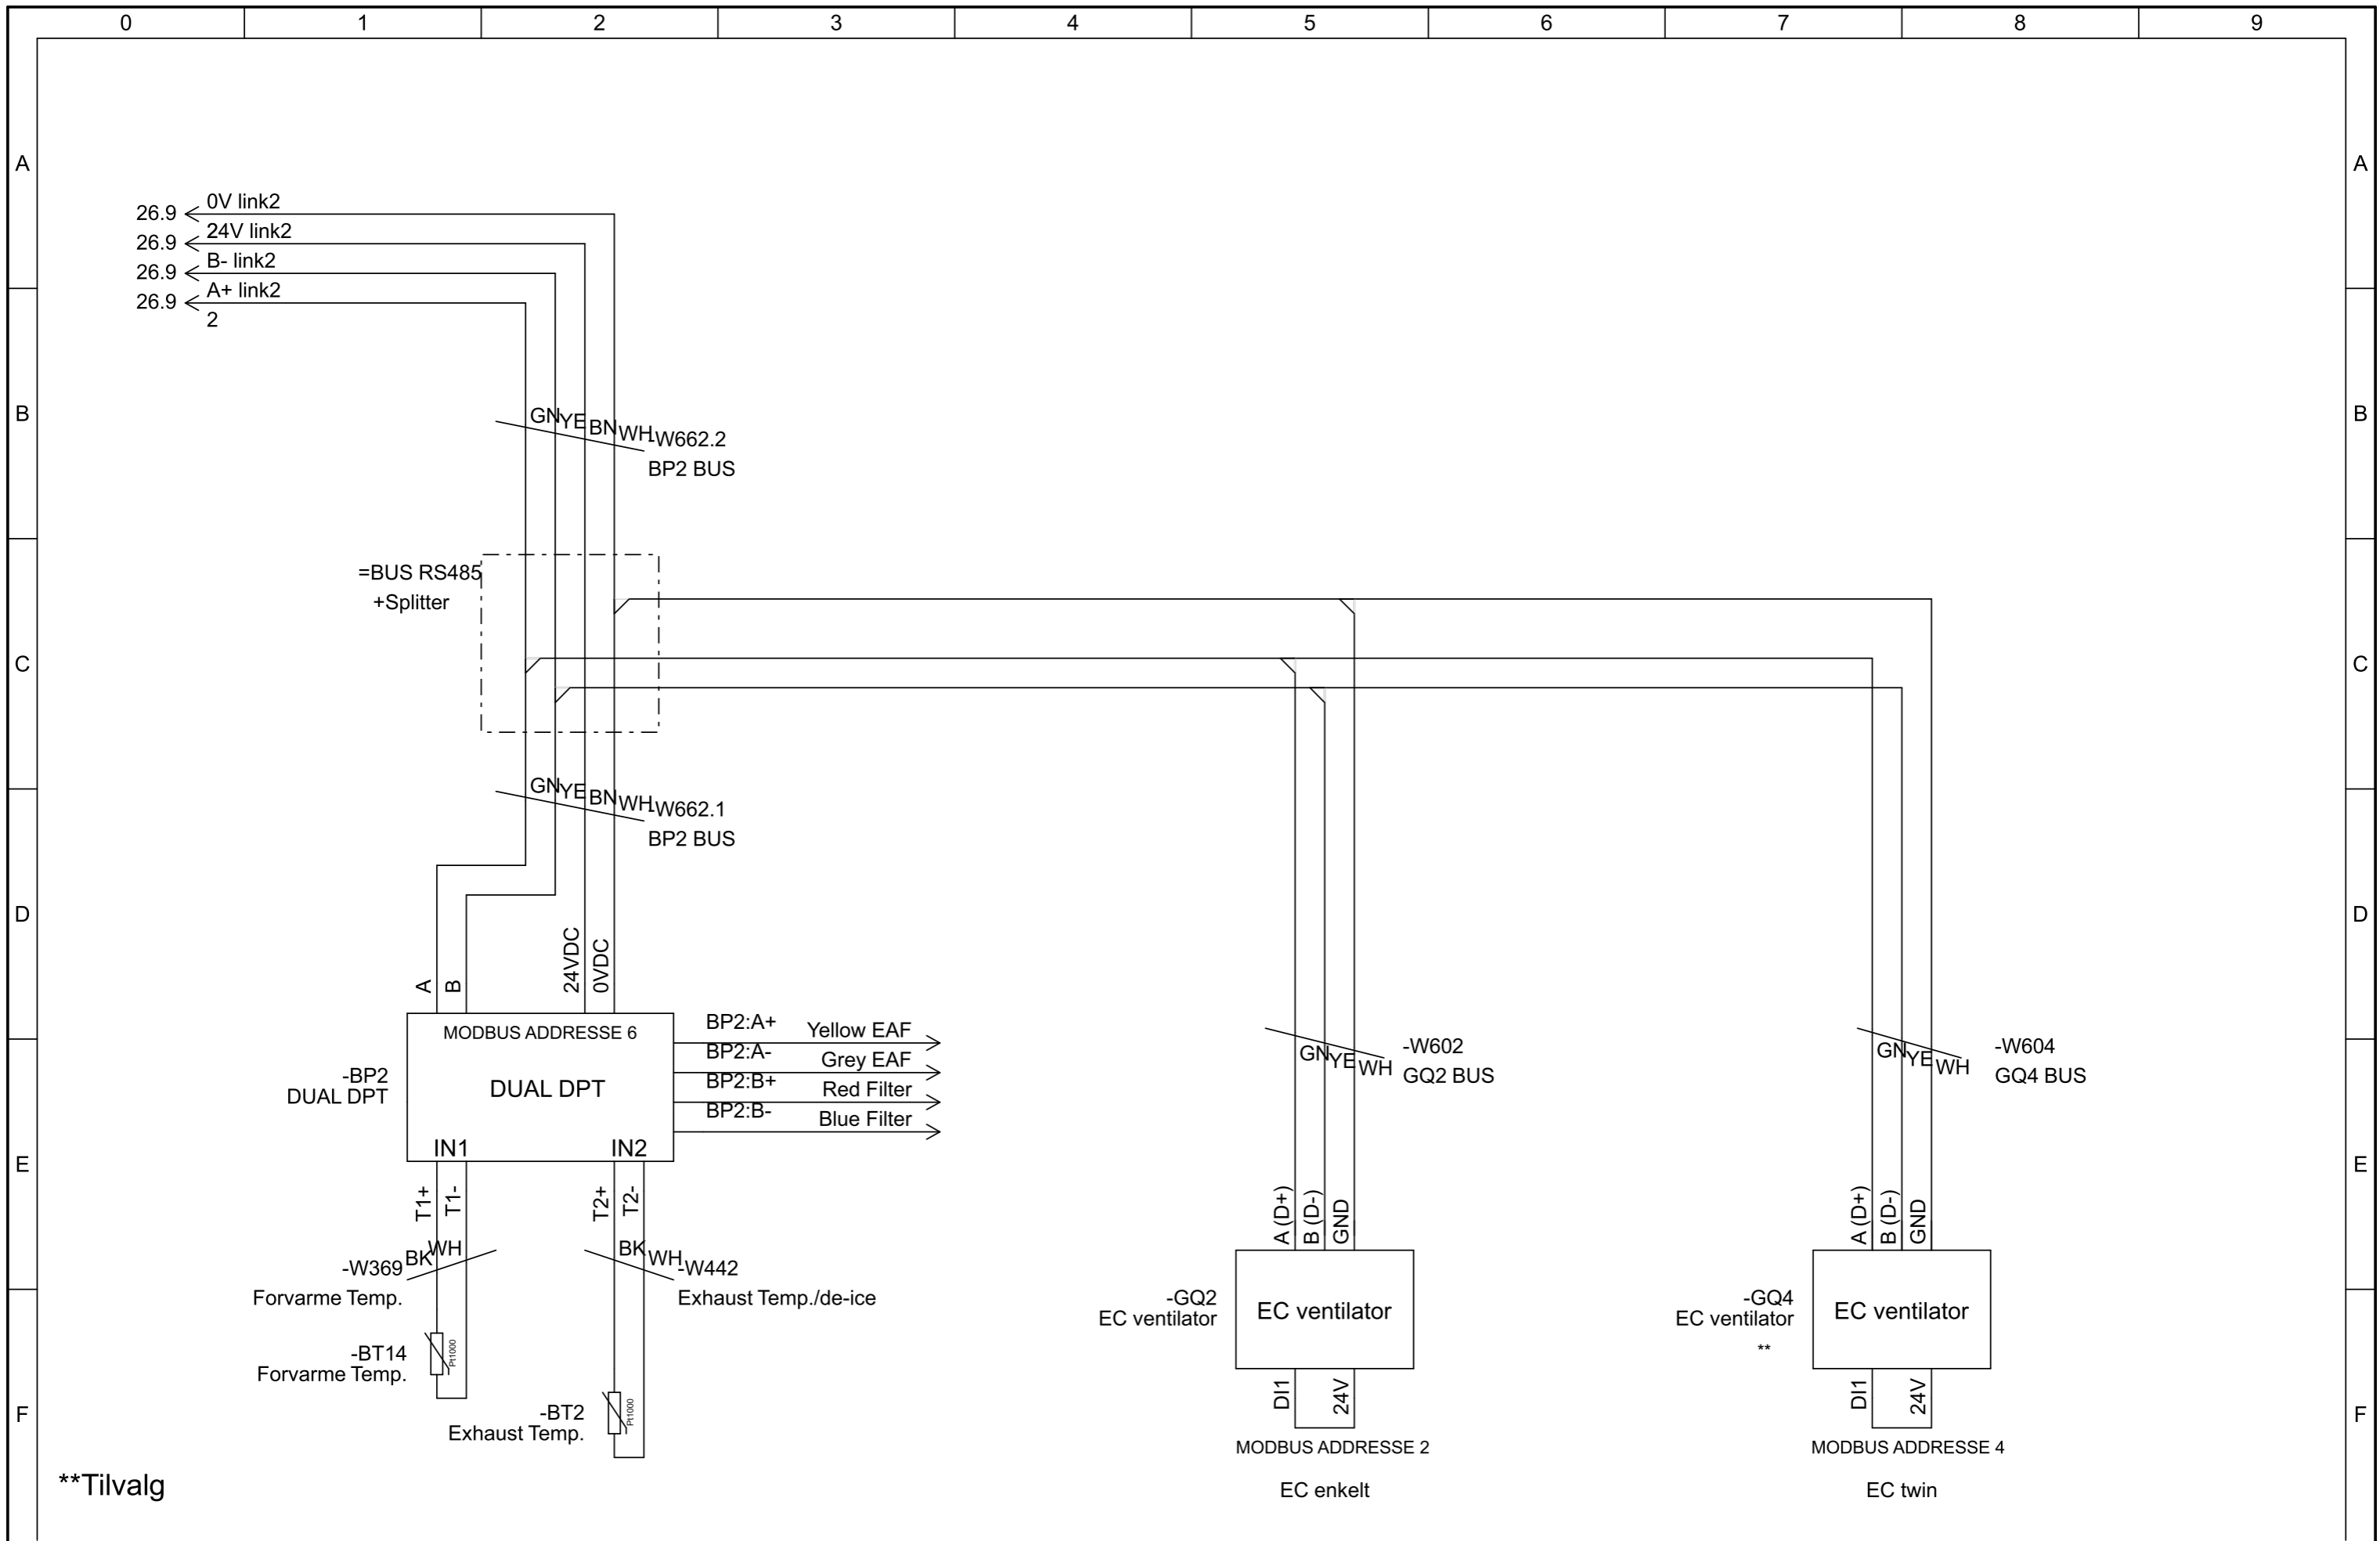 0 1 2 3 4 5 6 7 8 9
A A
26.9 0V link2
26.9 24V link2
26.9 B- link2
26.9 A+ link2
2
B B
GN YE BN WH -W662.2
BP2 BUS
=BUS RS485
+Splitter
C C
GN YE BN WH -W662.1
BP2 BUS
D D
A B 24VDC 0VDC
MODBUS ADDRESSE 6
-BP2
DUAL DPT
DUAL DPT
IN1 IN2
BP2:A+ Yellow EAF
BP2:A- Grey EAF
BP2:B+ Red Filter
BP2:B- Blue Filter
GN YE WH -W602
GQ2 BUS
GN YE WH -W604
GQ4 BUS
E E
T1+ T1- T2+ T2-
A (D+) B (D-) GND
A (D+) B (D-) GND
-W369 BK WH
Forvarme Temp.
BK WH -W442
Exhaust Temp./de-ice
-GQ2
EC ventilator
EC ventilator
-GQ4
EC ventilator
**
EC ventilator
-BT14
Forvarme Temp.
Pt1000
-BT2
Exhaust Temp.
Pt1000
DI1 24V
DI1 24V
F F
MODBUS ADDRESSE 2
MODBUS ADDRESSE 4
**Tilvalg
EC enkelt
EC twin